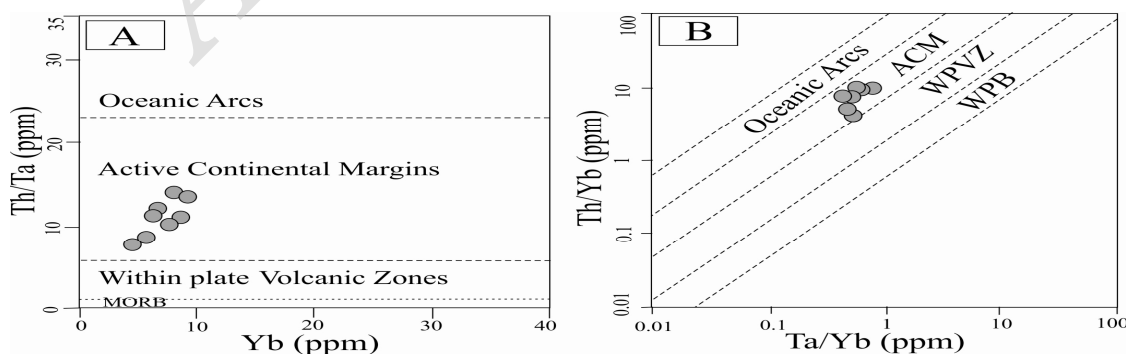 A
Th/Ta (ppm)
35
30
20
10
0
Oceanic Arcs
Active Continental Margins
Within plate Volcanic Zones
MORB
0 10 20 30 40
Yb (ppm)
B
Th/Yb (ppm)
100
10
1
0.1
0.01
Oceanic Arcs
ACM
WPVZ
WPB
0.01 0.1 1 10 100
Ta/Yb (ppm)